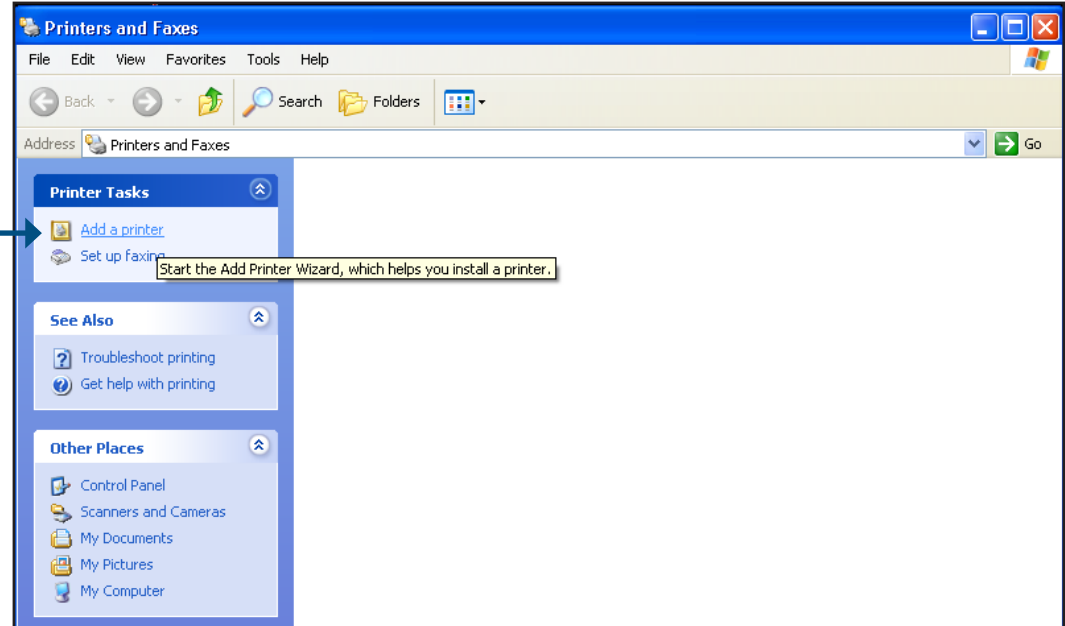 Printers and Faxes
File Edit View Favorites Tools Help
Back Search Folders
Address Printers and Faxes Go
Printer Tasks
Add a printer
Set up faxing
Start the Add Printer Wizard, which helps you install a printer.
See Also
Troubleshoot printing
Get help with printing
Other Places
Control Panel
Scanners and Cameras
My Documents
My Pictures
My Computer